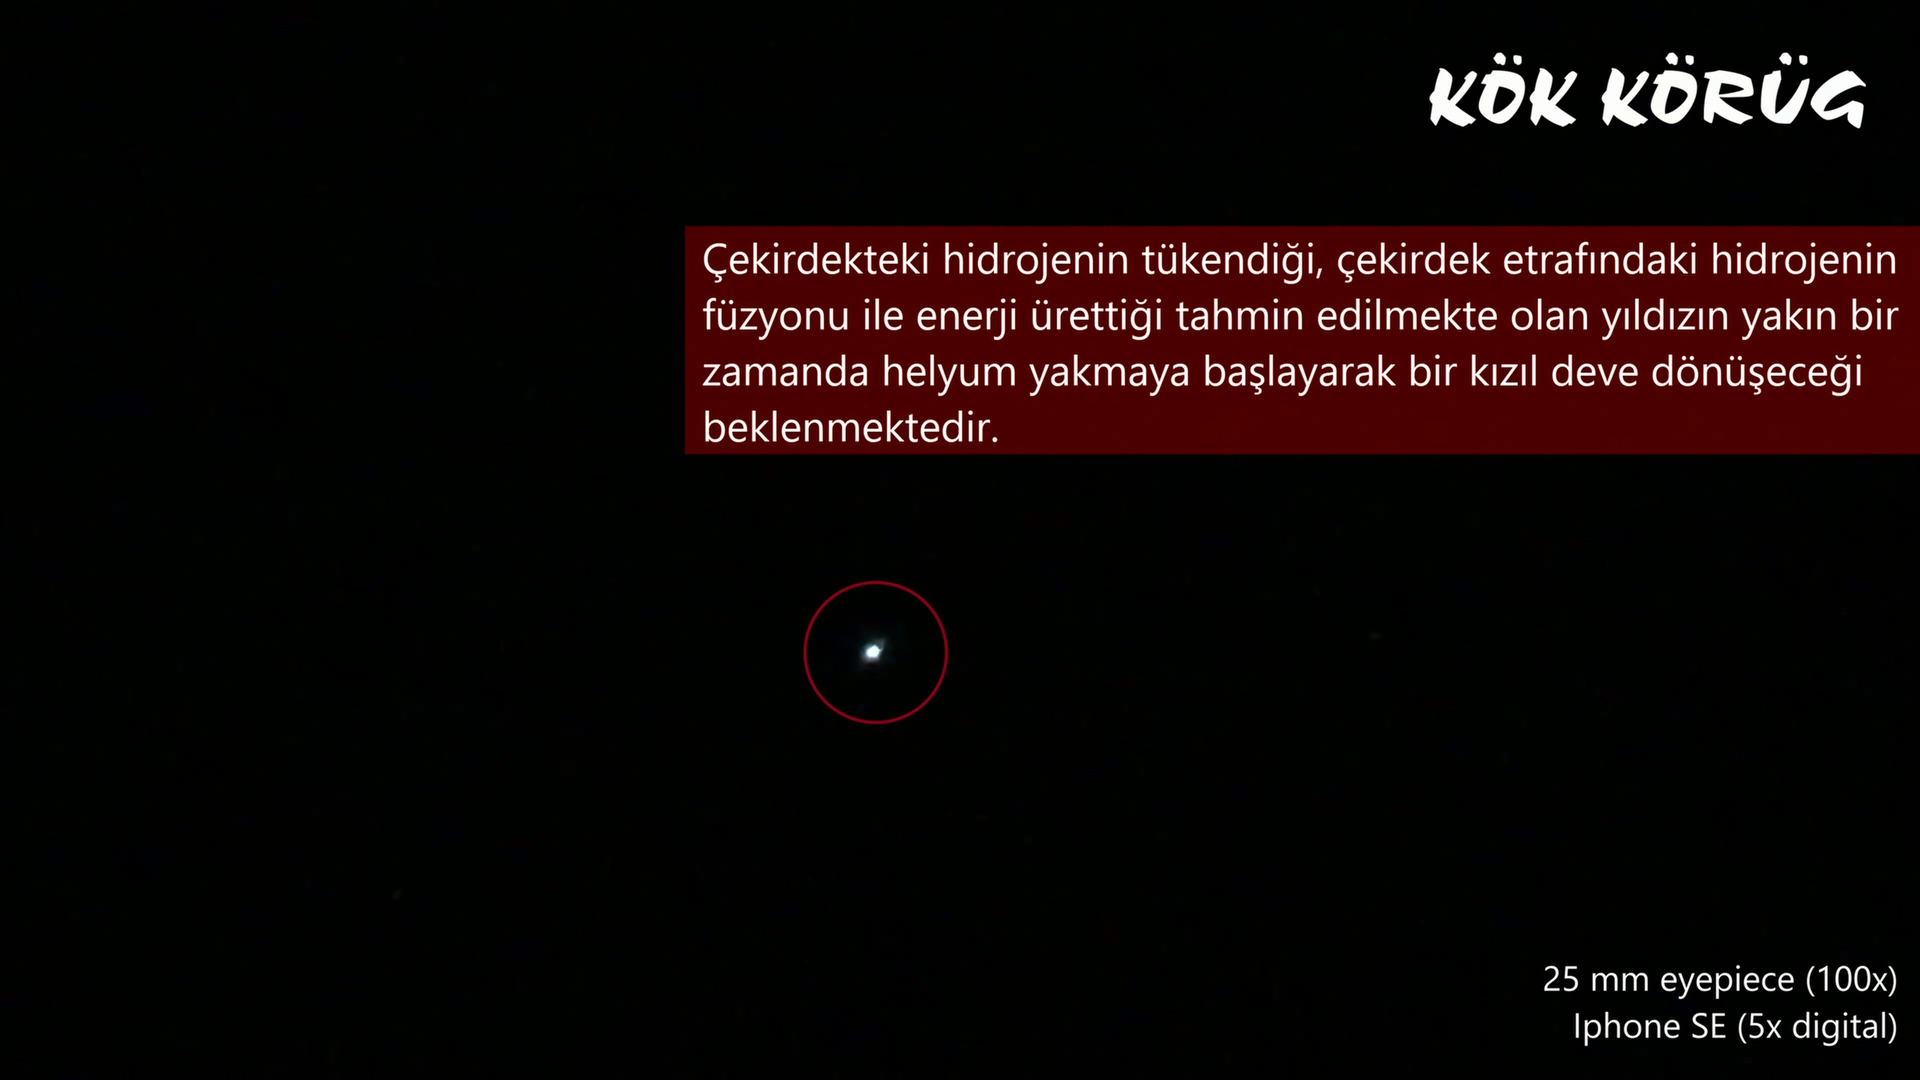 KÖK KÖRÜG
Çekirdekteki hidrojenin tükendiği, çekirdek etrafındaki hidrojenin
füzyonu ile enerji ürettiği tahmin edilmekte olan yıldızın yakın bir
zamanda helyum yakmaya başlayarak bir kızıl deve dönüşeceği
beklenmektedir.
25 mm eyepiece (100x)
Iphone SE (5x digital)